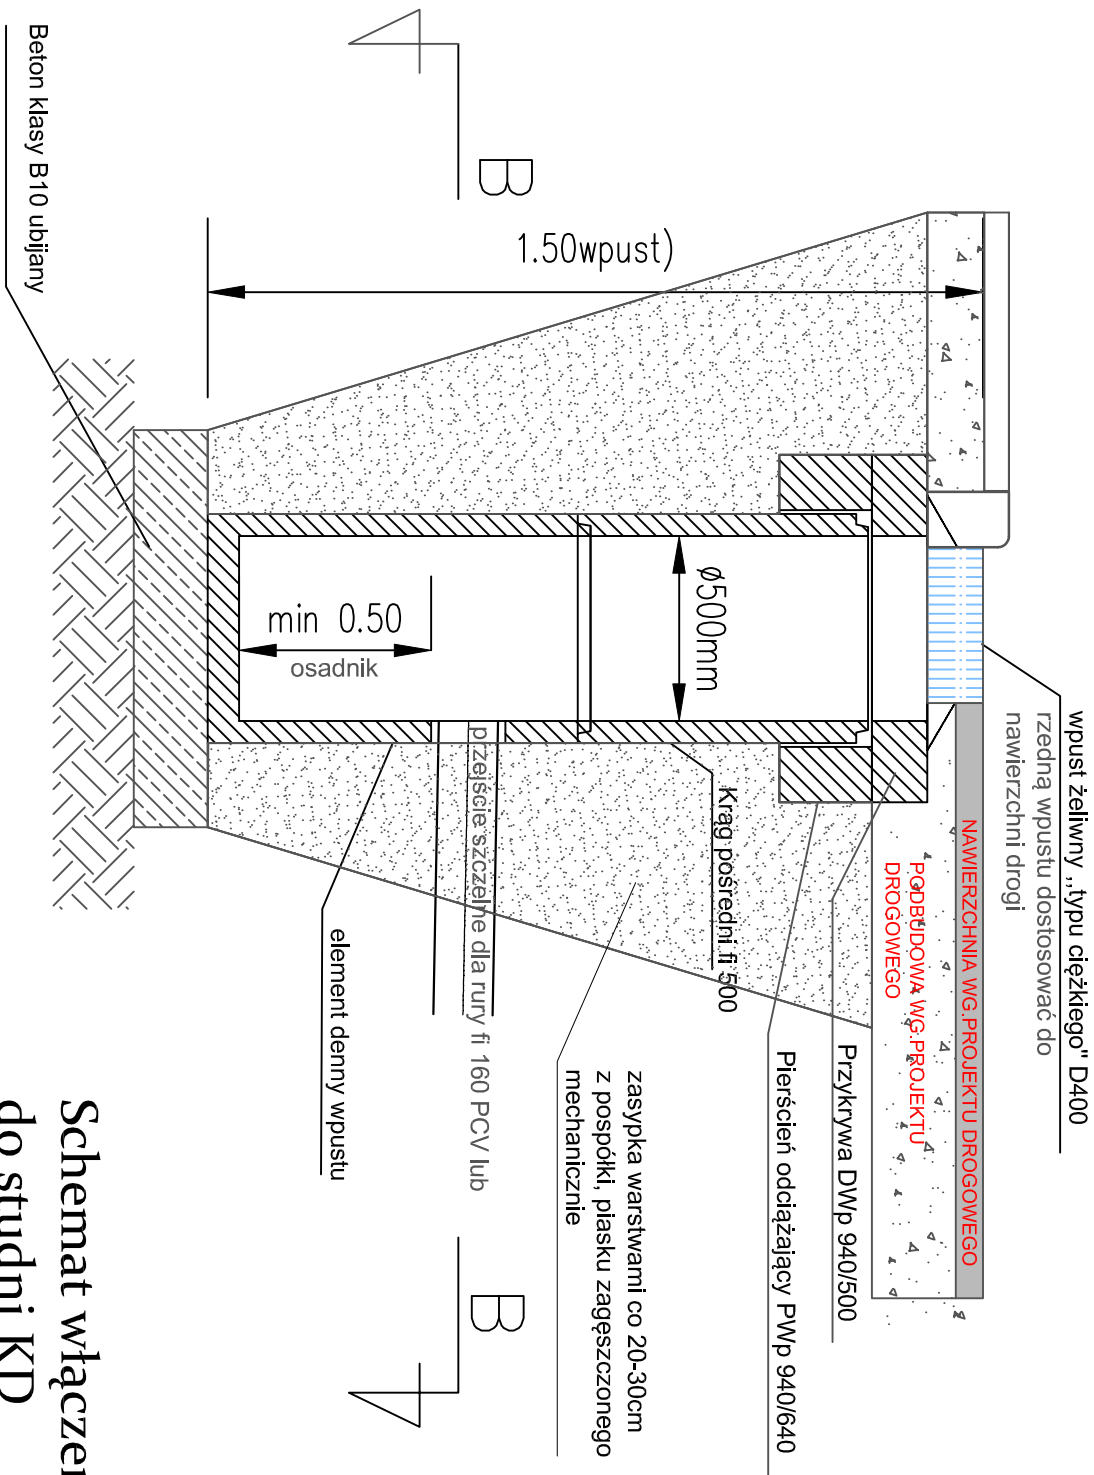 wpust żeliwny ,,typu ciężkiego" D400
rzedną wpustu dostosować do
nawierzchni drogi
NAWIERZCHNIA WG.PROJEKTU DROGOWEGO
PODBUDOWA WG.PROJEKTU
DROGOWEGO
Przykrywa DWp 940/500
Pierścień odciążający PWp 940/640
Krąg pośredni fi 500
zasypka warstwami co 20-30cm
z pospółki, piasku zagęszczonego
mechanicznie
przejście szczelne dla rury fi 160 PCV lub
element denny wpustu
Ø500mm
min 0.50
osadnik
1.50wpust)
B
B
Beton klasy B10 ubijany
Schemat włączen
do studni KD